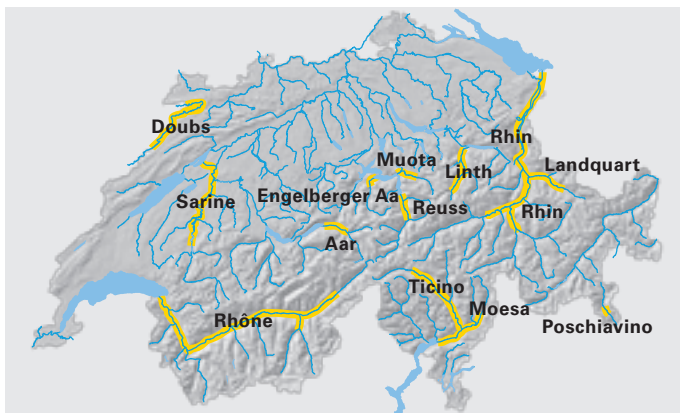 Doubs
Rhin
Muota
Linth
Landquart
Engelberger Aa
Sarine
Reuss
Rhin
Aar
Ticino
Moesa
Rhône
Poschiavino